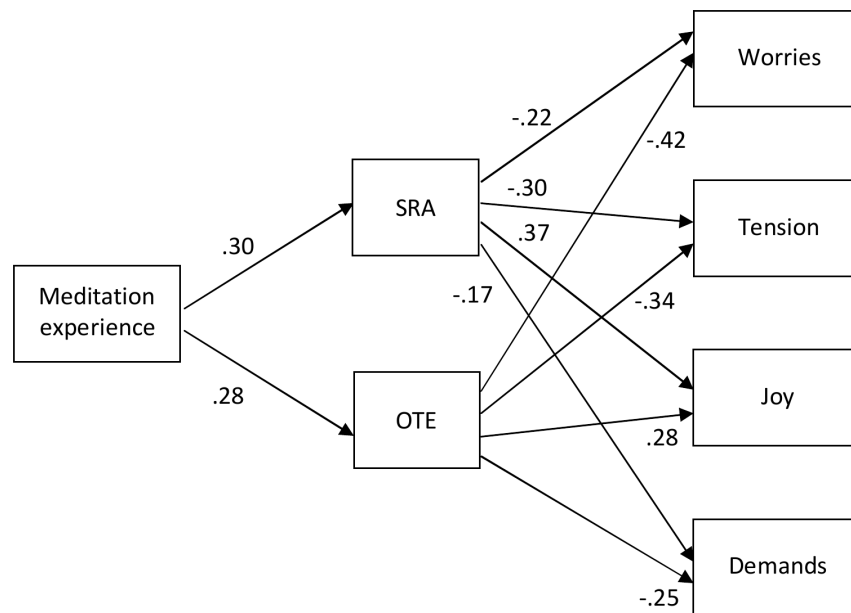 Worries
-.22
-.42
-.30
SRA
Tension
.37
.30
Meditation
experience
-.17
-.34
.28
OTE
Joy
.28
Demands
-.25